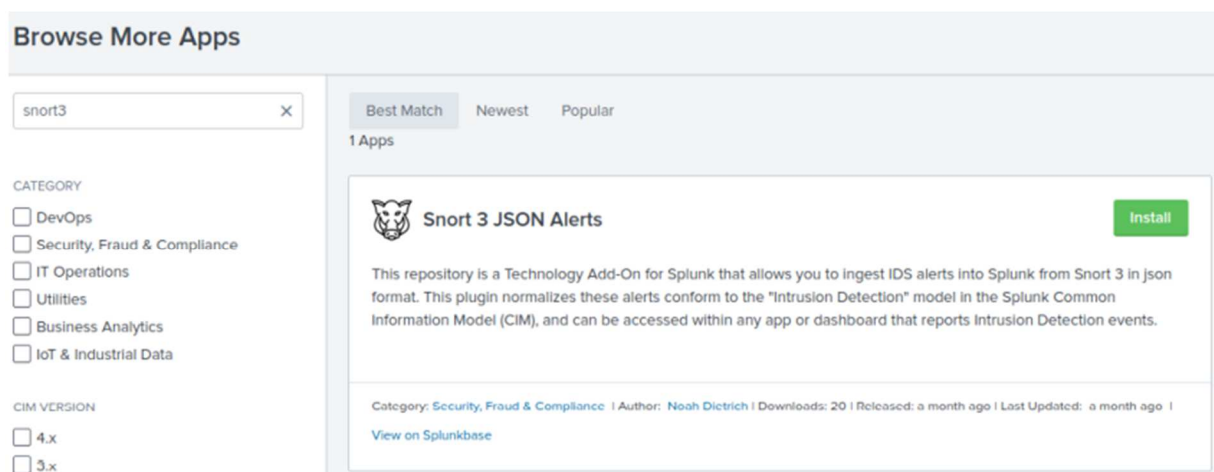 Browse More Apps
snort3
CATEGORY
DevOps
Security, Fraud & Compliance
IT Operations
Utilities
Business Analytics
IoT & Industrial Data
CIM VERSION
4.x
3.x
Best Match Newest Popular
1 Apps
Snort 3 JSON Alerts
Install
This repository is a Technology Add-On for Splunk that allows you to ingest IDS alerts into Splunk from Snort 3 in json
format. This plugin normalizes these alerts conform to the "Intrusion Detection" model in the Splunk Common
Information Model (CIM), and can be accessed within any app or dashboard that reports Intrusion Detection events.
Category: Security, Fraud & Compliance | Author: Noah Dietrich | Downloads: 20 | Released: a month ago | Last Updated: a month ago |
View on Splunkbase